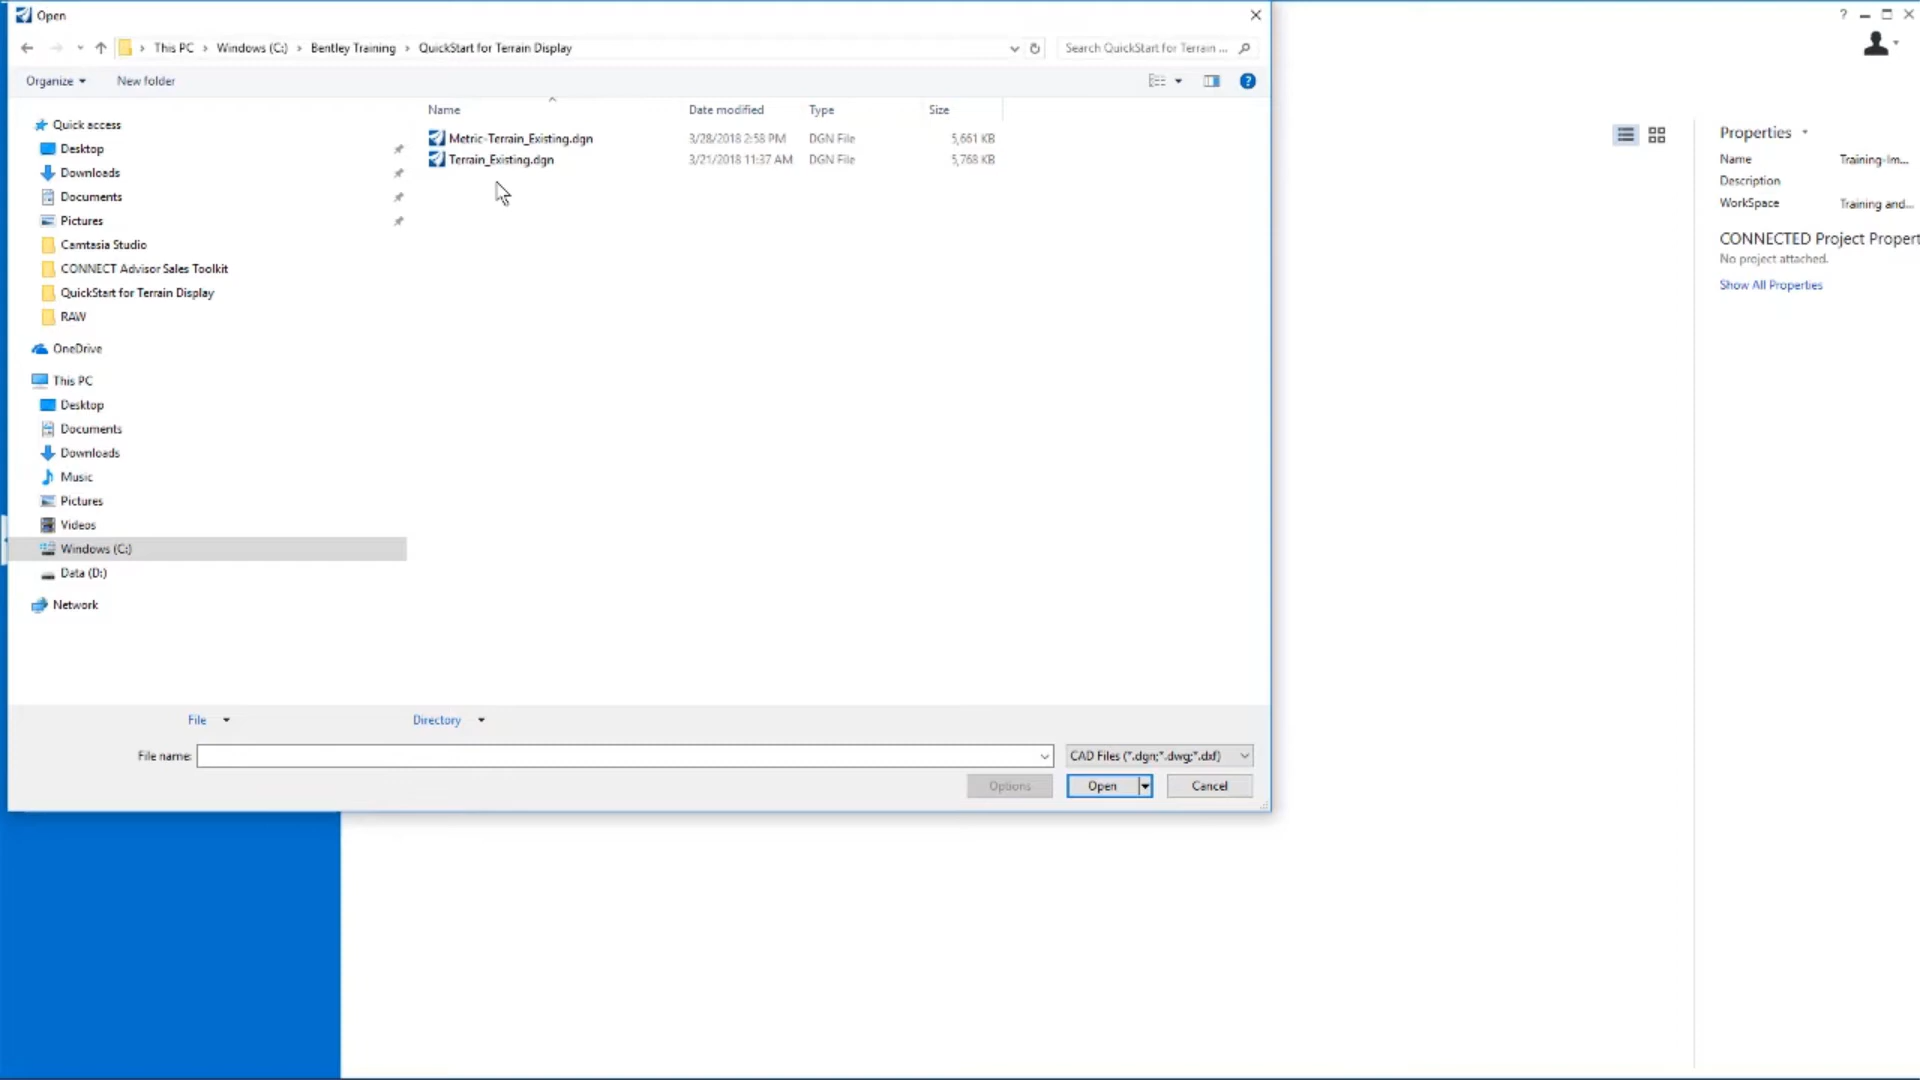 Open
?
This PC > Windows (C:) > Bentley Training > QuickStart for Terrain Display
Search QuickStart for Terrain ...
Organize
New folder
?
Name
Date modified
Type
Size
Metric-Terrain_Existing.dgn 3/28/2018 2:58 PM DGN File 5,661 KB
Terrain_Existing.dgn 3/21/2018 11:37 AM DGN File 5,768 KB
Quick access
Desktop
Downloads
Documents
Pictures
Camtasia Studio
CONNECT Advisor Sales Toolkit
QuickStart for Terrain Display
RAW
OneDrive
This PC
Desktop
Documents
Downloads
Music
Pictures
Videos
Windows (C:)
Data (D:)
Network
File
Directory
File name:
CAD Files (*.dgn;*.dwg;*.dxf)
Options
Open
Cancel
Properties
Name Training-Im...
Description
WorkSpace Training and...
CONNECTED Project Propert
No project attached.
Show All Properties